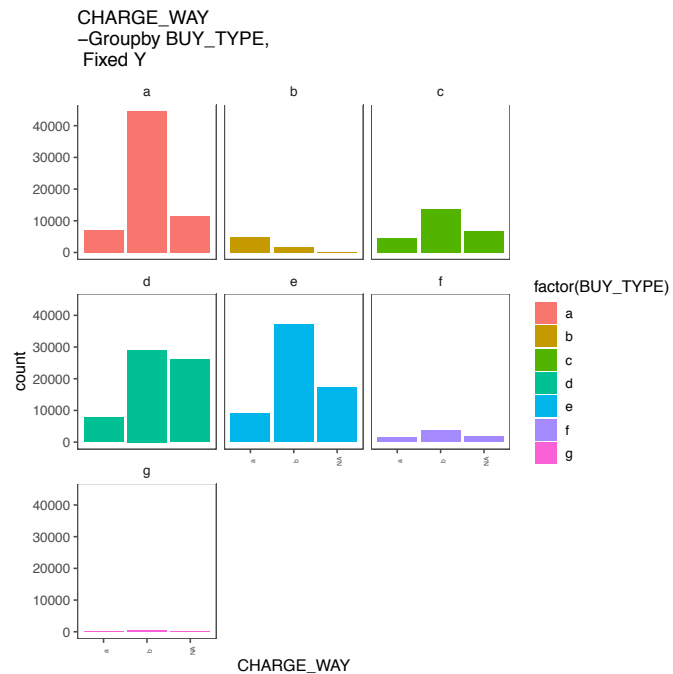 CHARGE_WAY
−Groupby BUY_TYPE,
Fixed Y
a
b
c
40000
30000
20000
10000
0
d
e
f
40000
30000
20000
10000
0
a
b
NA
a
b
NA
g
40000
30000
20000
10000
0
a
b
NA
count
CHARGE_WAY
factor(BUY_TYPE)
a
b
c
d
e
f
g